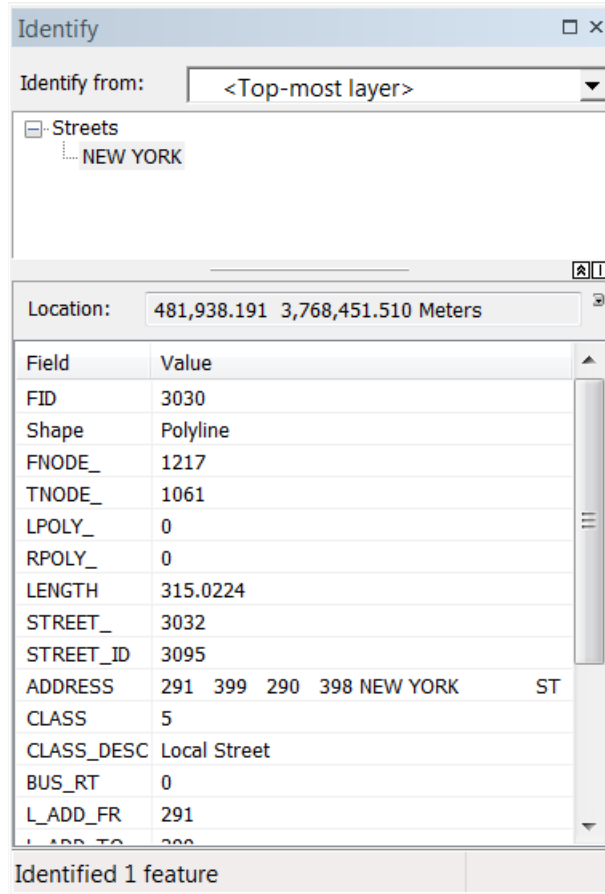 Identify
Identify from: <Top-most layer>
Streets
NEW YORK
Location: 481,938.191 3,768,451.510 Meters
Field Value
FID 3030
Shape Polyline
FNODE_ 1217
TNODE_ 1061
LPOLY_ 0
RPOLY_ 0
LENGTH 315.0224
STREET_ 3032
STREET_ID 3095
ADDRESS 291 399 290 398 NEW YORK ST
CLASS 5
CLASS_DESC Local Street
BUS_RT 0
L_ADD_FR 291
Identified 1 feature